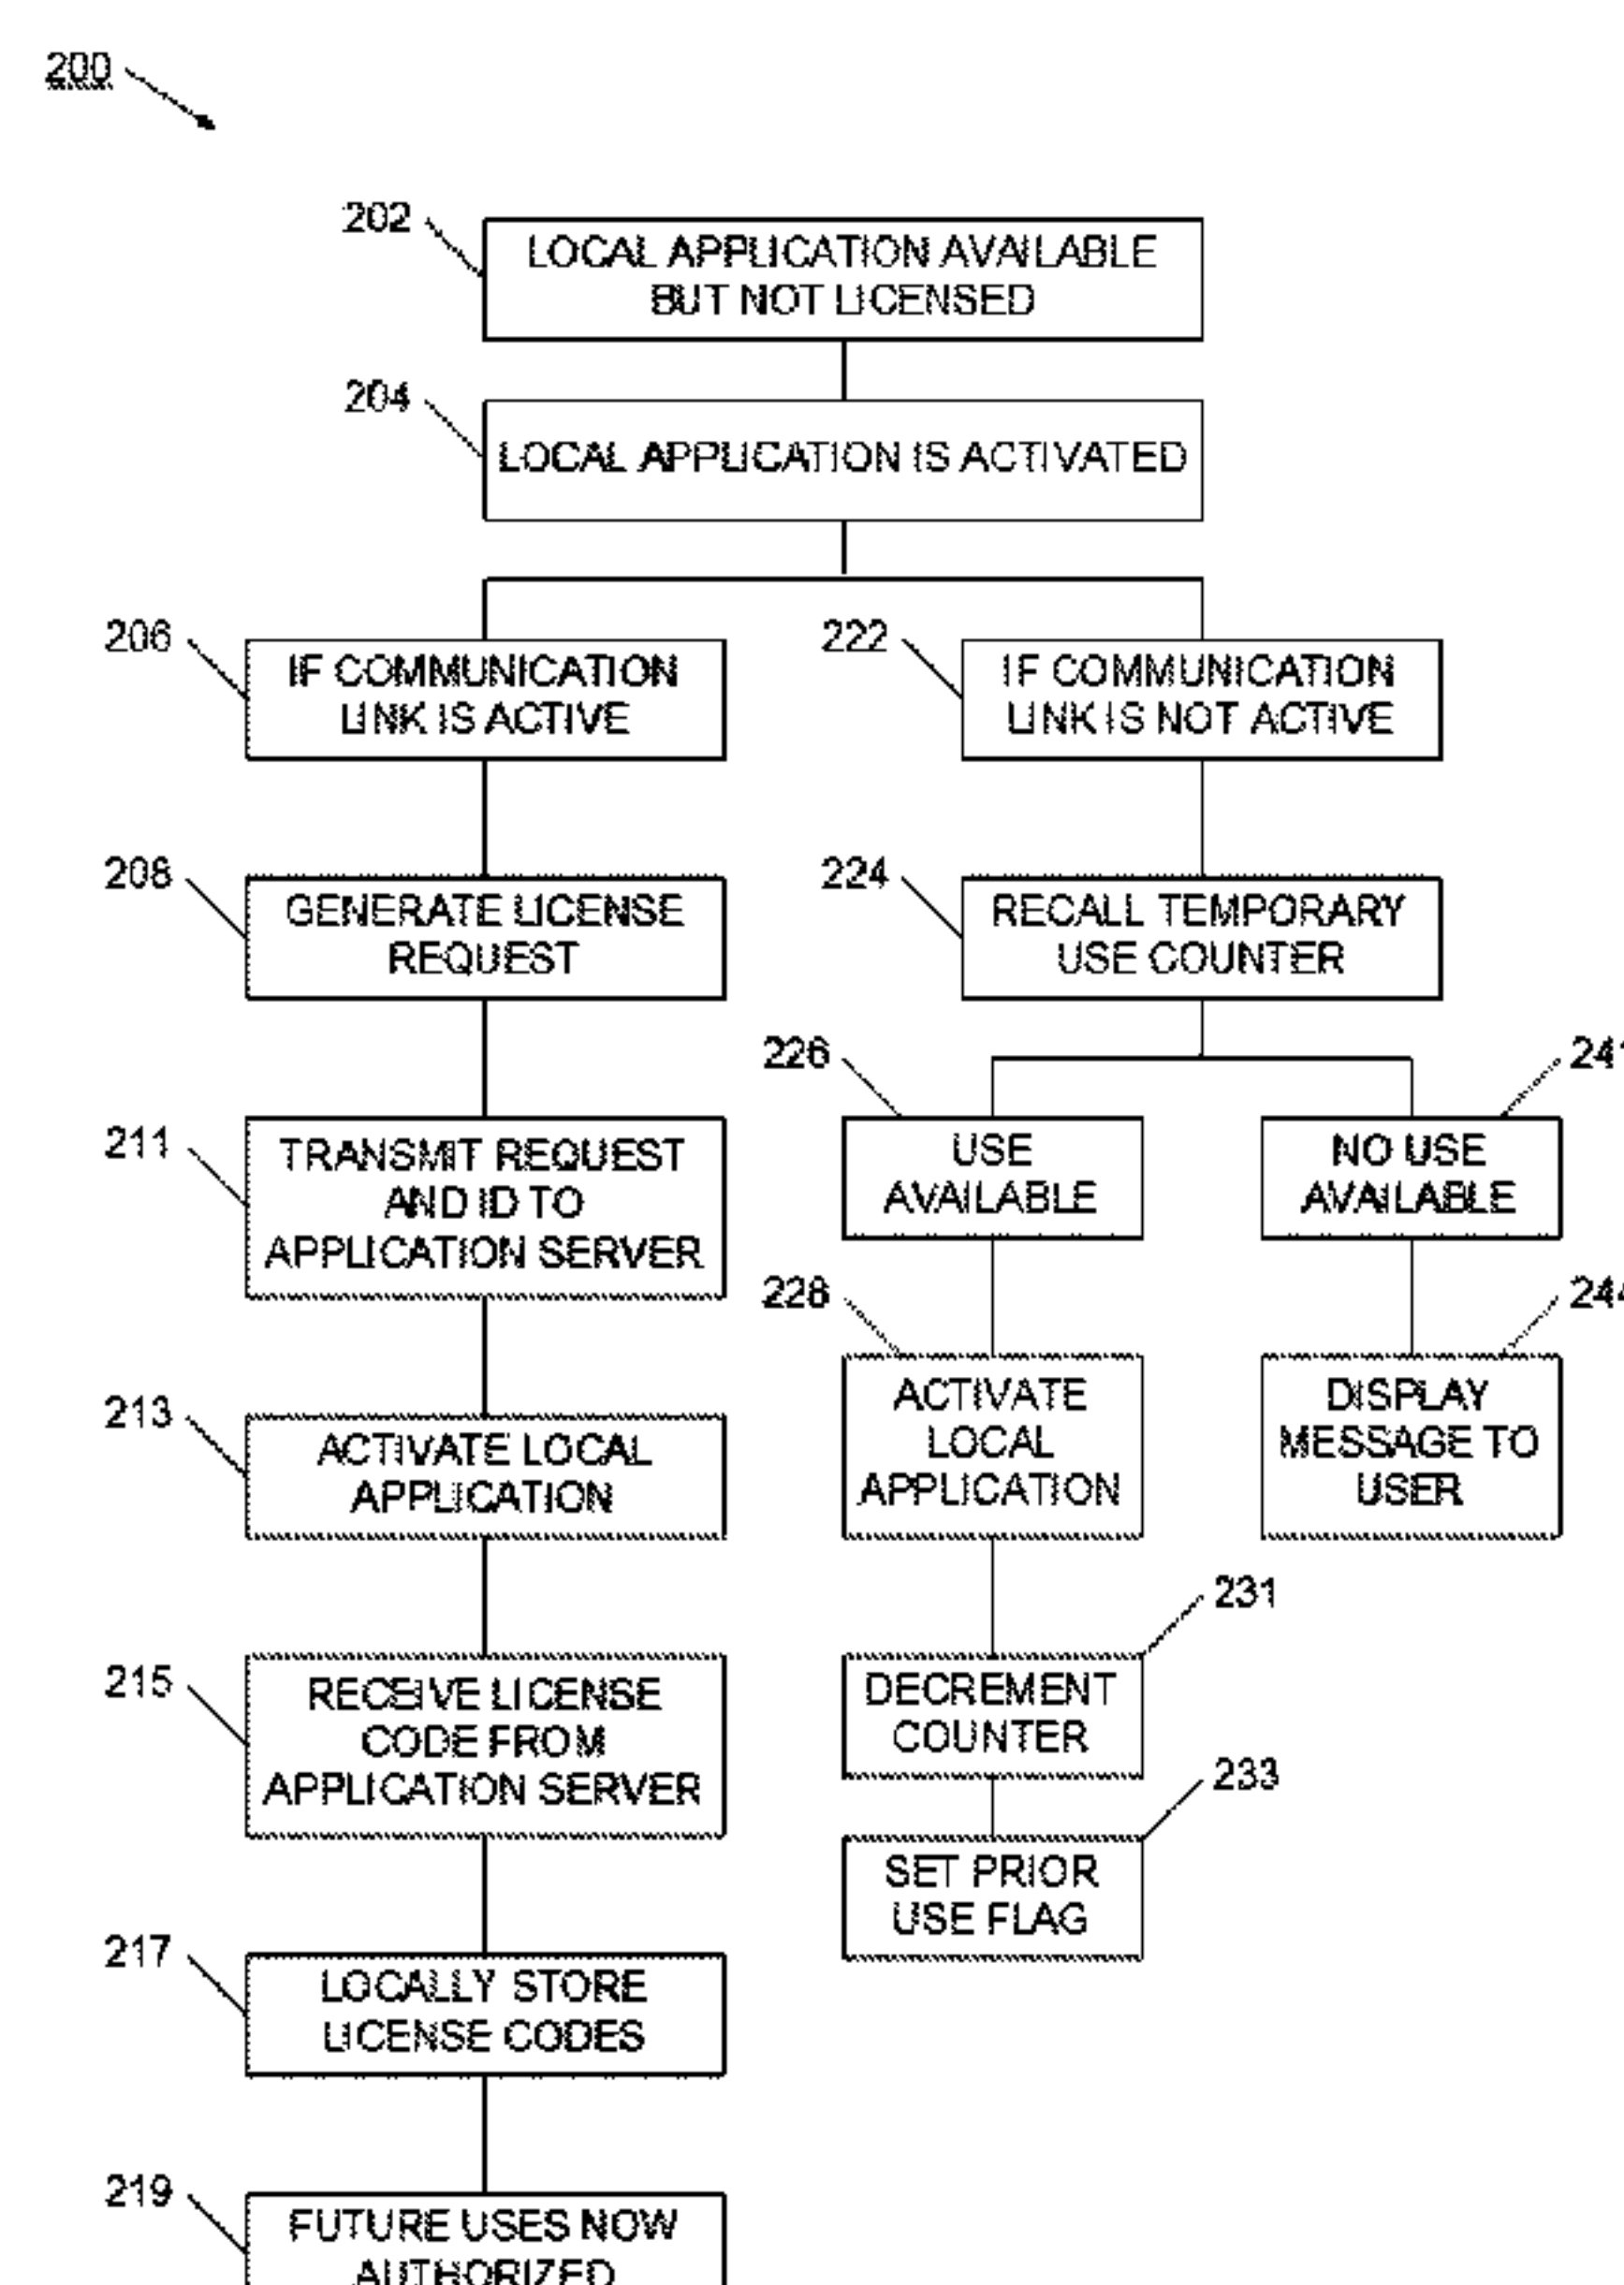 200
202
LOCAL APPLICATION AVAILABLE
BUT NOT LICENSED
204
LOCAL APPLICATION IS ACTIVATED
206
IF COMMUNICATION
LINK IS ACTIVE
222
IF COMMUNICATION
LINK IS NOT ACTIVE
208
GENERATE LICENSE
REQUEST
224
RECALL TEMPORARY
USE COUNTER
211
TRANSMIT REQUEST
AND ID TO
APPLICATION SERVER
226
USE
AVAILABLE
241
NO USE
AVAILABLE
213
ACTIVATE LOCAL
APPLICATION
228
ACTIVATE
LOCAL
APPLICATION
244
DISPLAY
MESSAGE TO
USER
215
RECEIVE LICENSE
CODE FROM
APPLICATION SERVER
231
DECREMENT
COUNTER
233
SET PRIOR
USE FLAG
217
LOCALLY STORE
LICENSE CODES
219
FUTURE USES NOW
AUTHORIZED